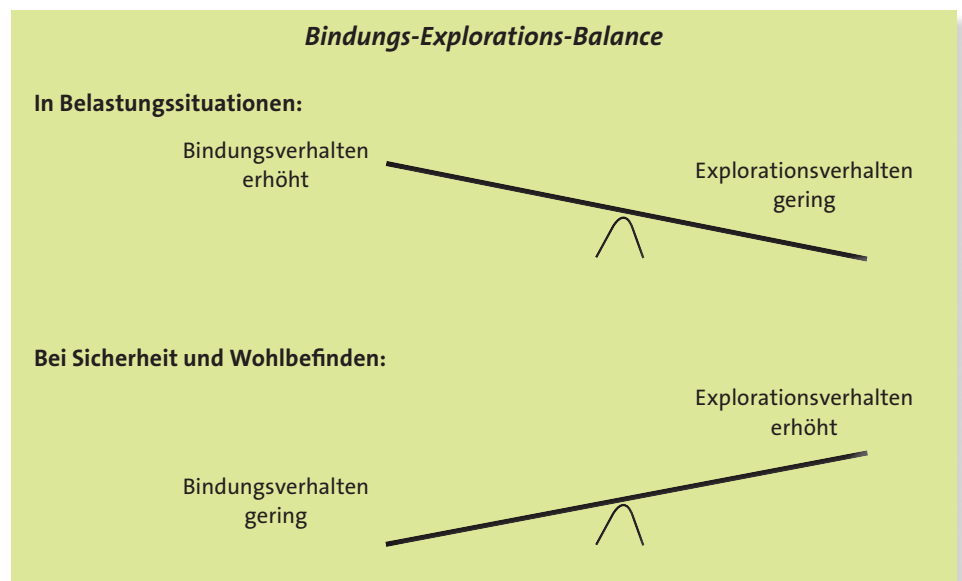 Bindungs-Explorations-Balance
In Belastungssituationen:
Bindungsverhalten
erhöht
Explorationsverhalten
gering
Bei Sicherheit und Wohlbefinden:
Explorationsverhalten
erhöht
Bindungsverhalten
gering